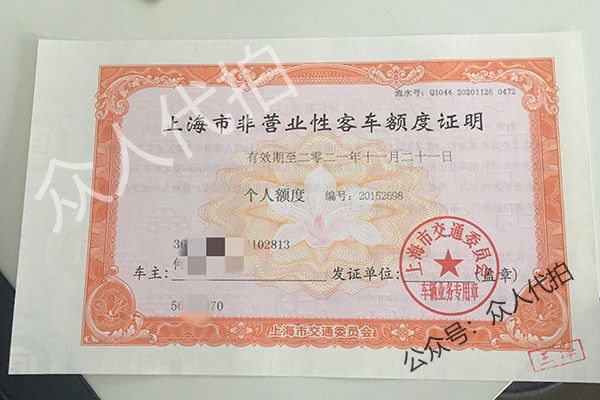 流水号：Q1044 20201126 0472
上海市非营业性客车额度证明
有效期至二零二一年十一月二十一日
个人额度 编号：20152698
36 102813
车主：何 发证单位： (盖章)
56 70
上海市交通委员会
车辆业务专用章
上海市交通委员会
众人代拍
公众号：众人代拍